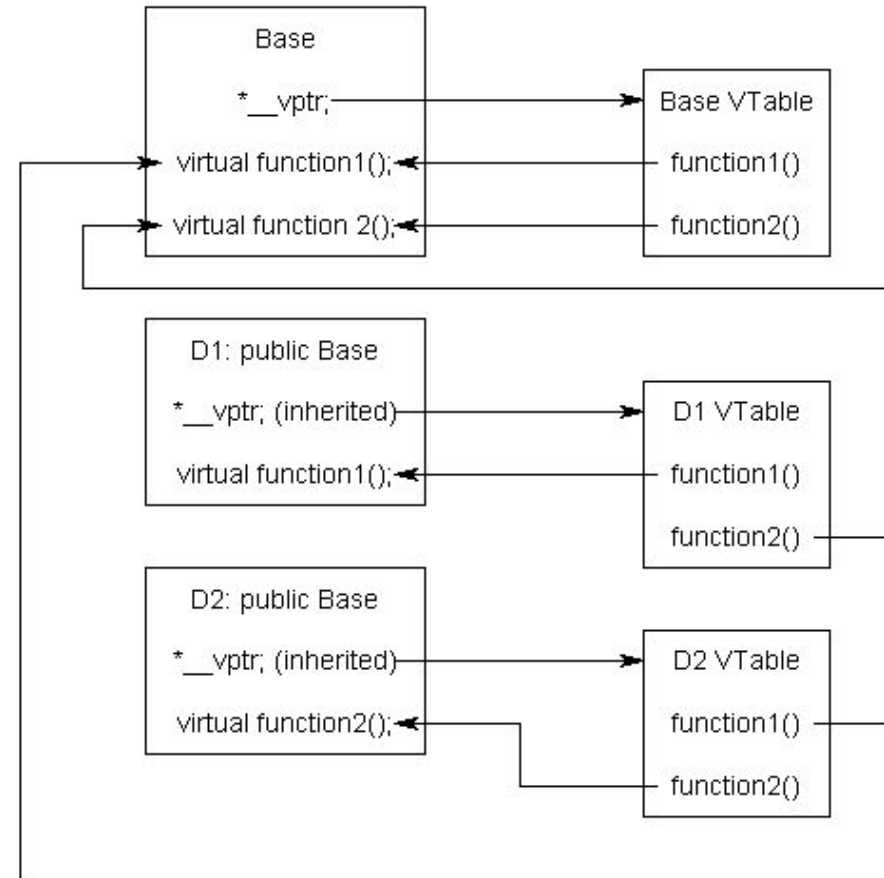 Base
*__vptr;
virtual function1();
virtual function 2();
Base VTable
function1()
function2()
D1: public Base
*__vptr; (inherited)
virtual function1();
D1 VTable
function1()
function2()
D2: public Base
*__vptr; (inherited)
virtual function2();
D2 VTable
function1()
function2()